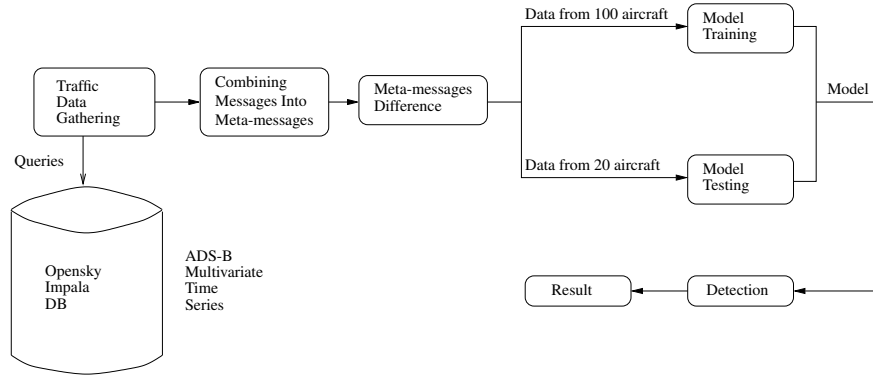 Traffic
Data
Gathering
Combining
Messages Into
Meta-messages
Meta-messages
Difference
Data from 100 aircraft
Model
Training
Model
Data from 20 aircraft
Model
Testing
Queries
Opensky
Impala
DB
ADS-B
Multivariate
Time
Series
Result
Detection